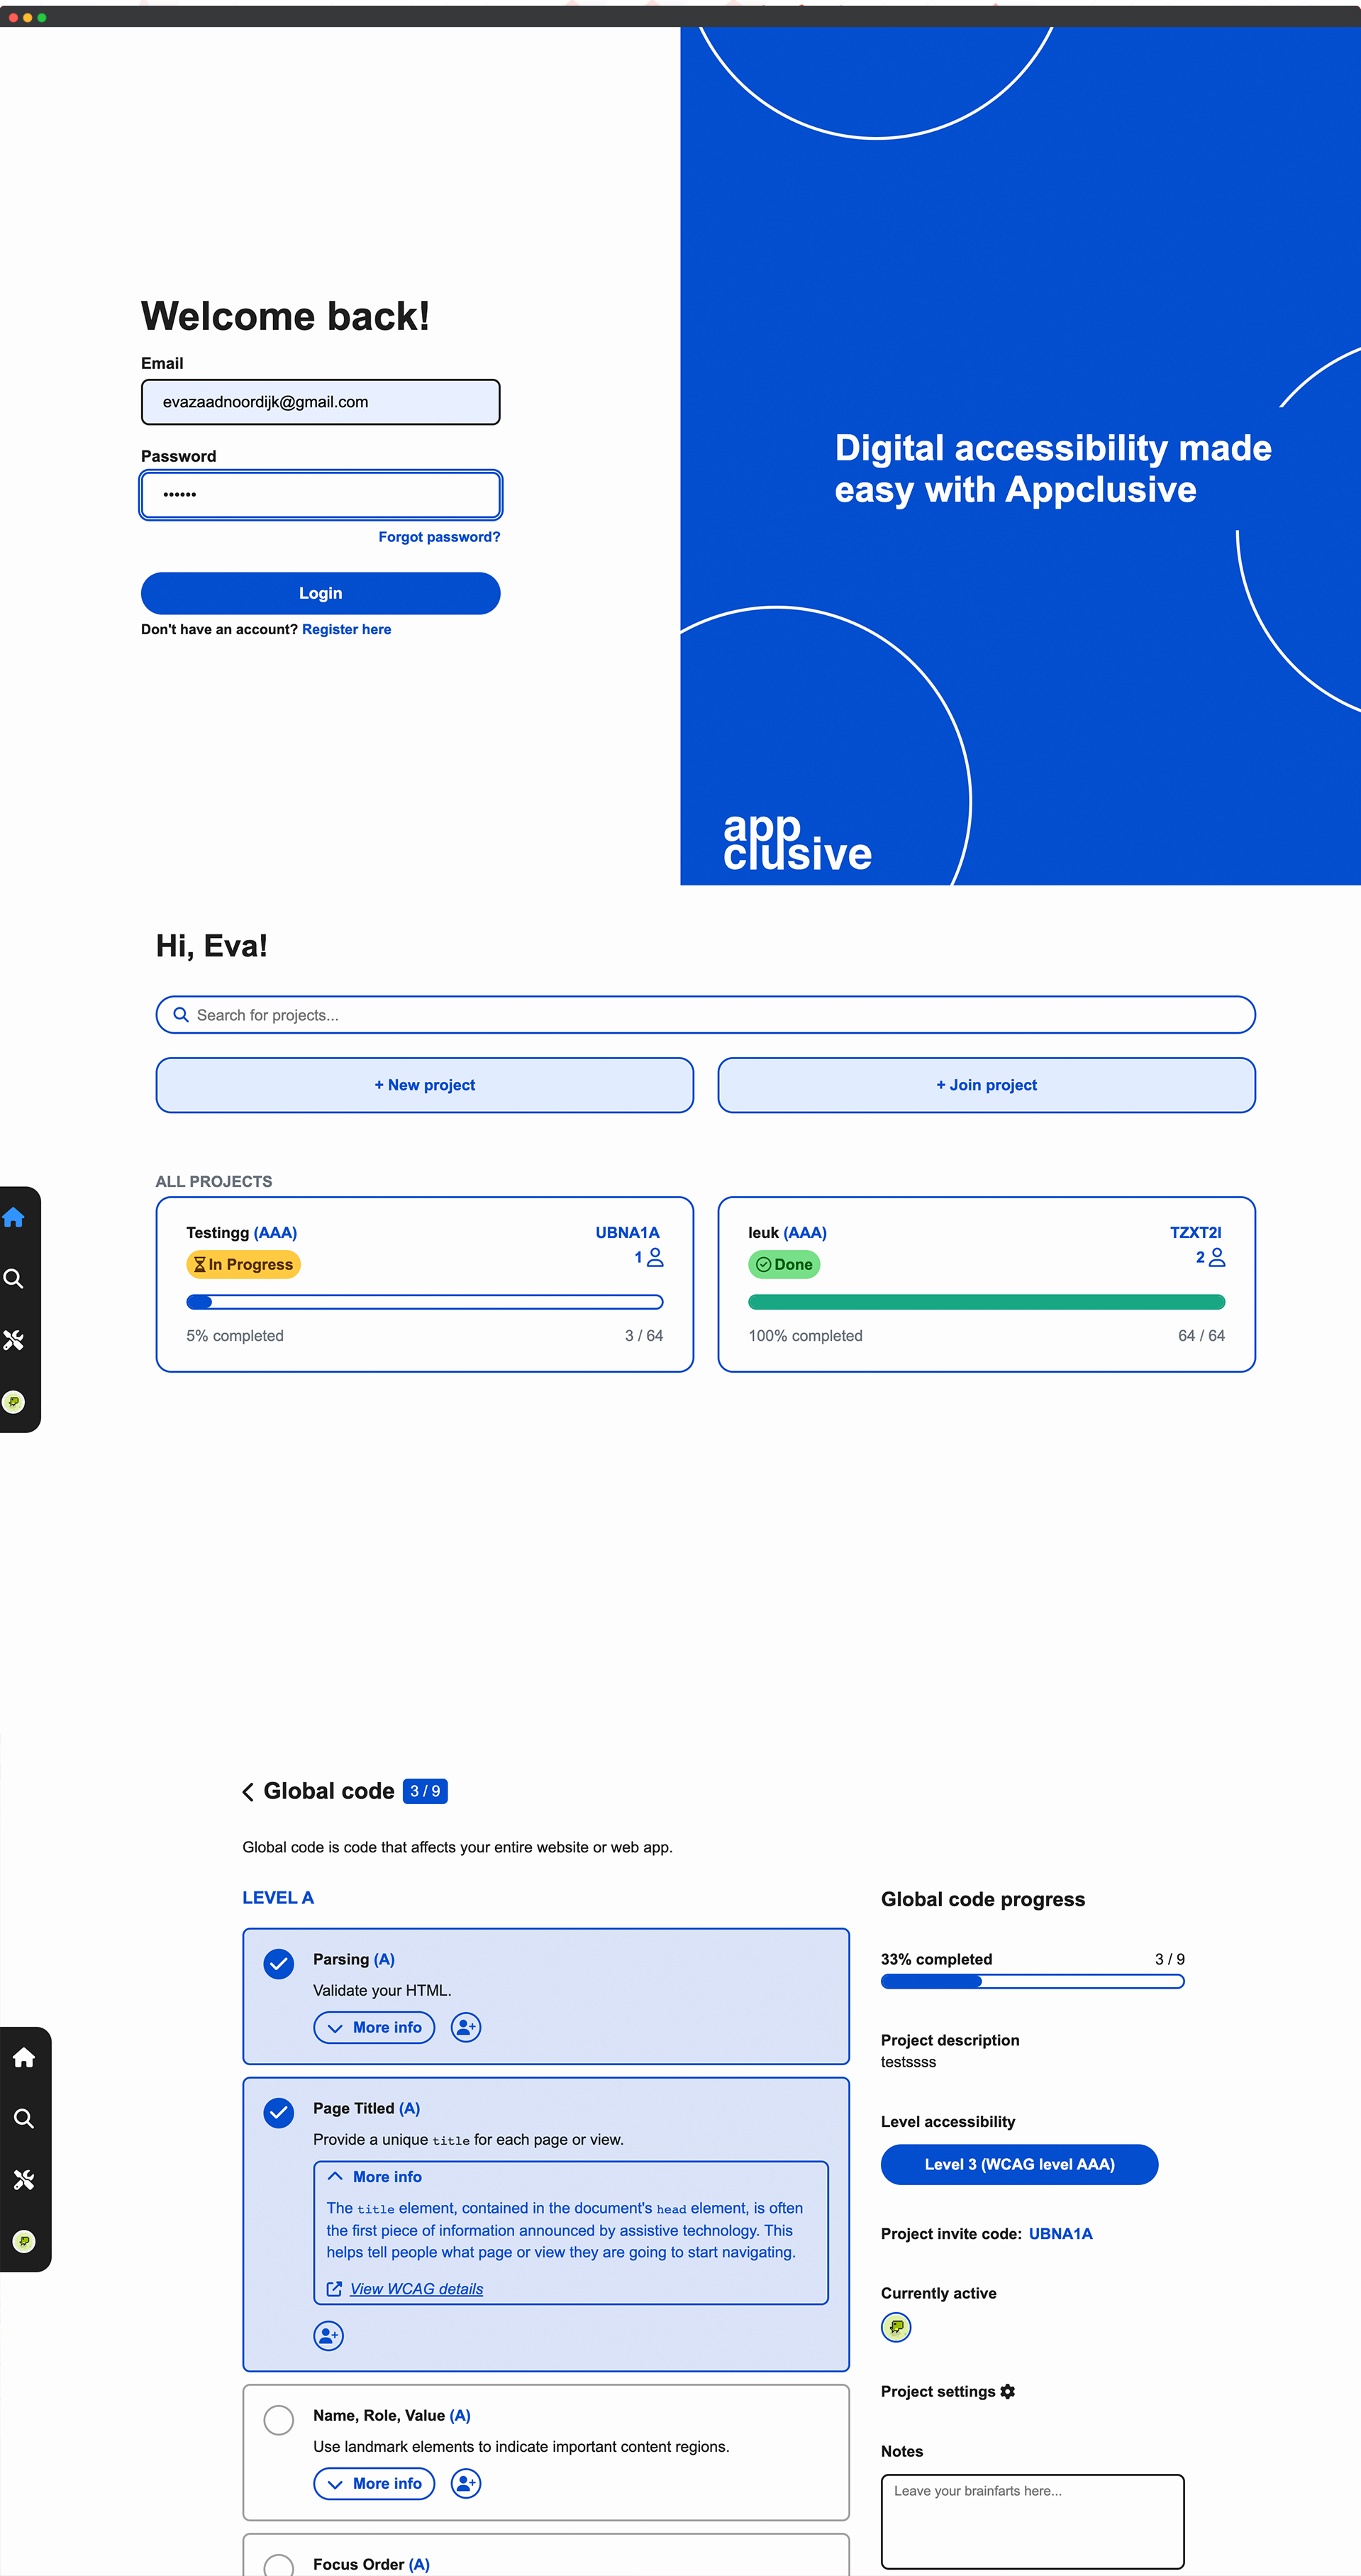 Welcome back!
Email
evazaadnoordijk@gmail.com
Password
••••••
Forgot password?
Login
Don't have an account? Register here
Digital accessibility made
easy with Appclusive
app
clusive
Hi, Eva!
Search for projects...
+ New project
+ Join project
ALL PROJECTS
Testingg (AAA)
UBNA1A
In Progress
1
5% completed
3 / 64
leuk (AAA)
TZXT2I
Done
2
100% completed
64 / 64
Global code 3 / 9
Global code is code that affects your entire website or web app.
LEVEL A
Parsing (A)
Validate your HTML.
More info
Page Titled (A)
Provide a unique title for each page or view.
More info
The title element, contained in the document's head element, is often
the first piece of information announced by assistive technology. This
helps tell people what page or view they are going to start navigating.
View WCAG details
Name, Role, Value (A)
Use landmark elements to indicate important content regions.
More info
Focus Order (A)
Global code progress
33% completed
3 / 9
Project description
testssss
Level accessibility
Level 3 (WCAG level AAA)
Project invite code: UBNA1A
Currently active
Project settings
Notes
Leave your brainfarts here...